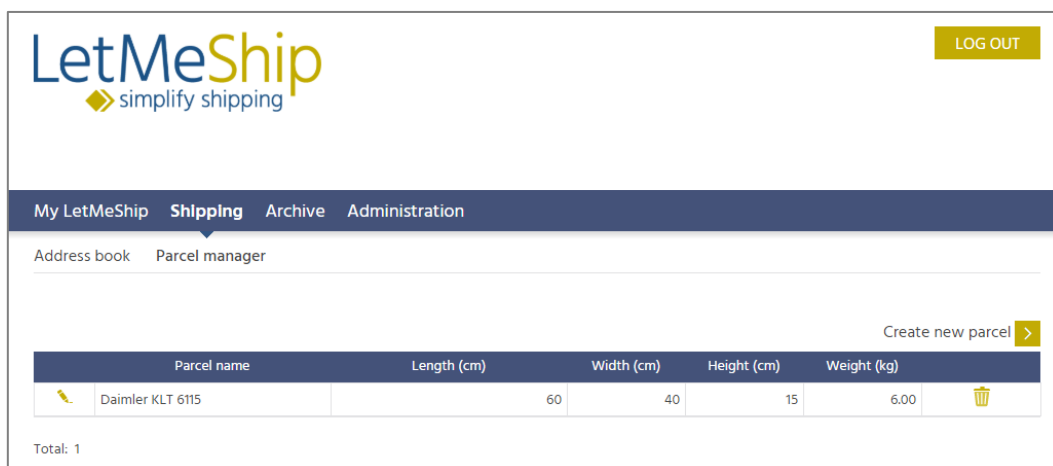 LetMeShip
simplify shipping
LOG OUT
My LetMeShip Shipping Archive Administration
Address book Parcel manager
Create new parcel
Parcel name Length (cm) Width (cm) Height (cm) Weight (kg)
Daimler KLT 6115 60 40 15 6.00
Total: 1